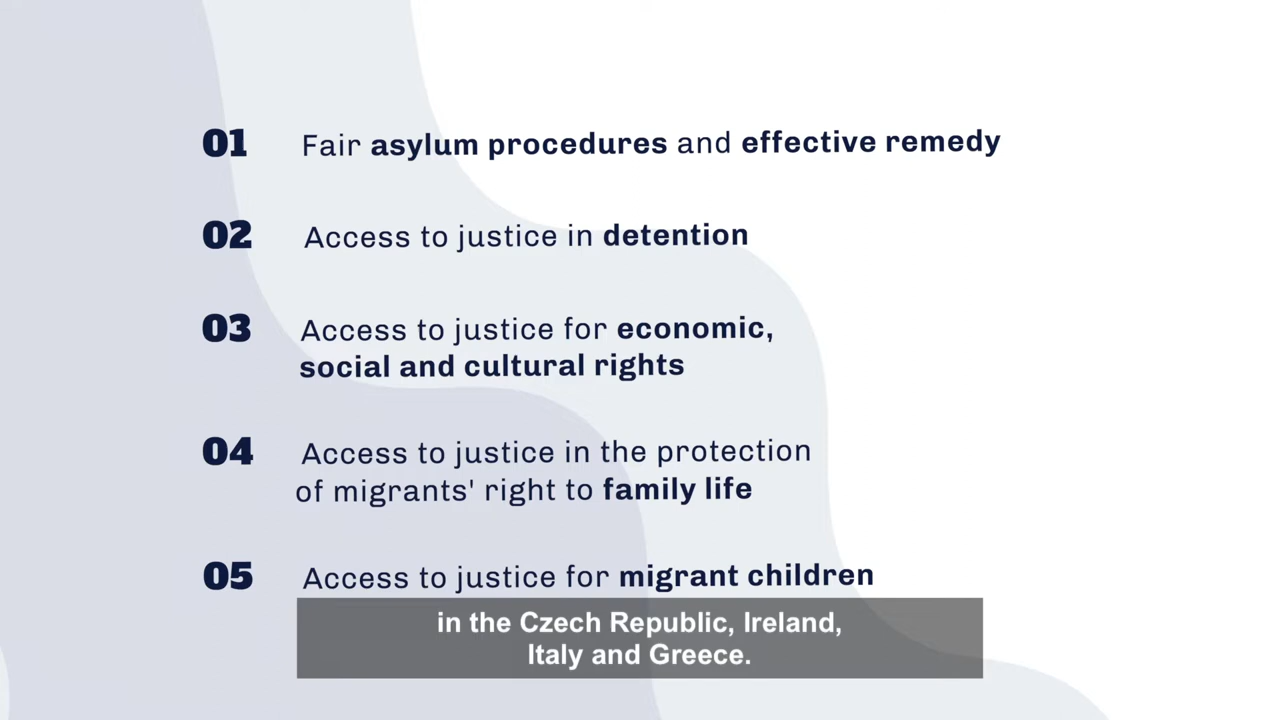 01 Fair asylum procedures and effective remedy
02 Access to justice in detention
03 Access to justice for economic,
social and cultural rights
04 Access to justice in the protection
of migrants' right to family life
05 Access to justice for migrant children
in the Czech Republic, Ireland,
Italy and Greece.